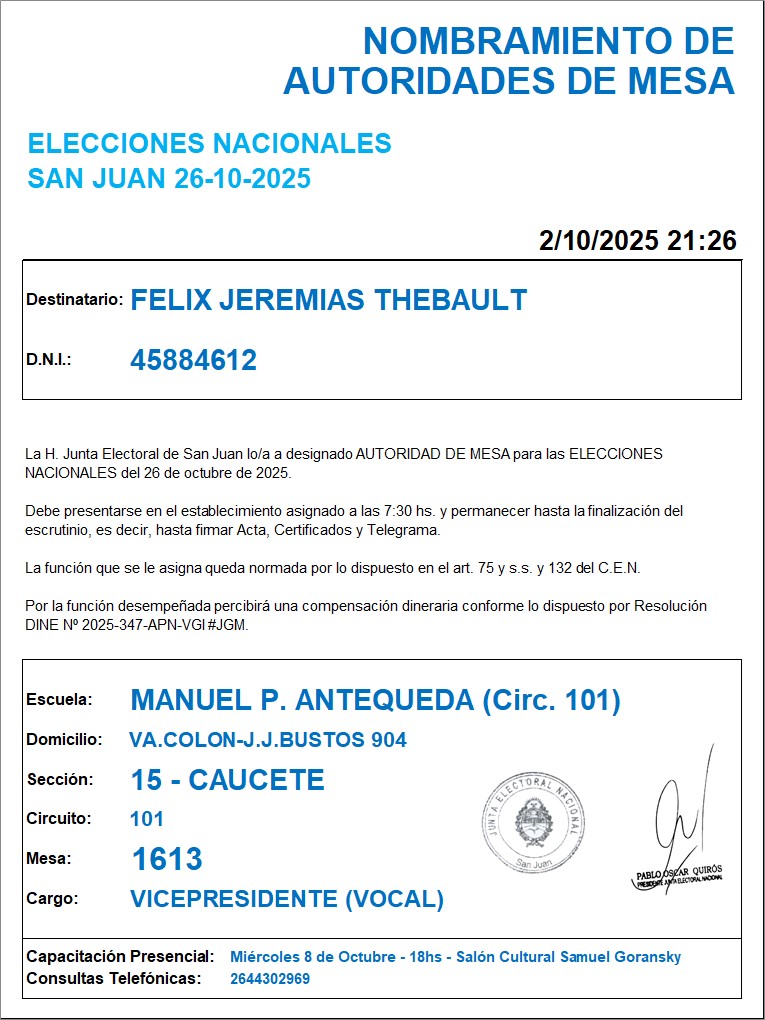 NOMBRAMIENTO DE
AUTORIDADES DE MESA
ELECCIONES NACIONALES
SAN JUAN 26-10-2025
2/10/2025 21:26
Destinatario: FELIX JEREMIAS THEBAULT
D.N.I.: 45884612
La H. Junta Electoral de San Juan lo/a a designado AUTORIDAD DE MESA para las ELECCIONES
NACIONALES del 26 de octubre de 2025.
Debe presentarse en el establecimiento asignado a las 7:30 hs. y permanecer hasta la finalización del
escrutinio, es decir, hasta firmar Acta, Certificados y Telegrama.
La función que se le asigna queda normada por lo dispuesto en el art. 75 y s.s. y 132 del C.E.N.
Por la función desempeñada percibirá una compensación dineraria conforme lo dispuesto por Resolución
DINE Nº 2025-347-APN-VGI#JGM.
Escuela: MANUEL P. ANTEQUEDA (Circ. 101)
Domicilio: VA.COLON-J.J.BUSTOS 904
Sección: 15 - CAUCETE
Circuito: 101
Mesa: 1613
Cargo: VICEPRESIDENTE (VOCAL)
JUNTA ELECTORAL NACIONAL
San Juan
PABLO OSCAR QUIRÓS
PRESIDENTE JUNTA ELECTORAL NACIONAL
Capacitación Presencial: Miércoles 8 de Octubre - 18hs - Salón Cultural Samuel Goransky
Consultas Telefónicas: 2644302969